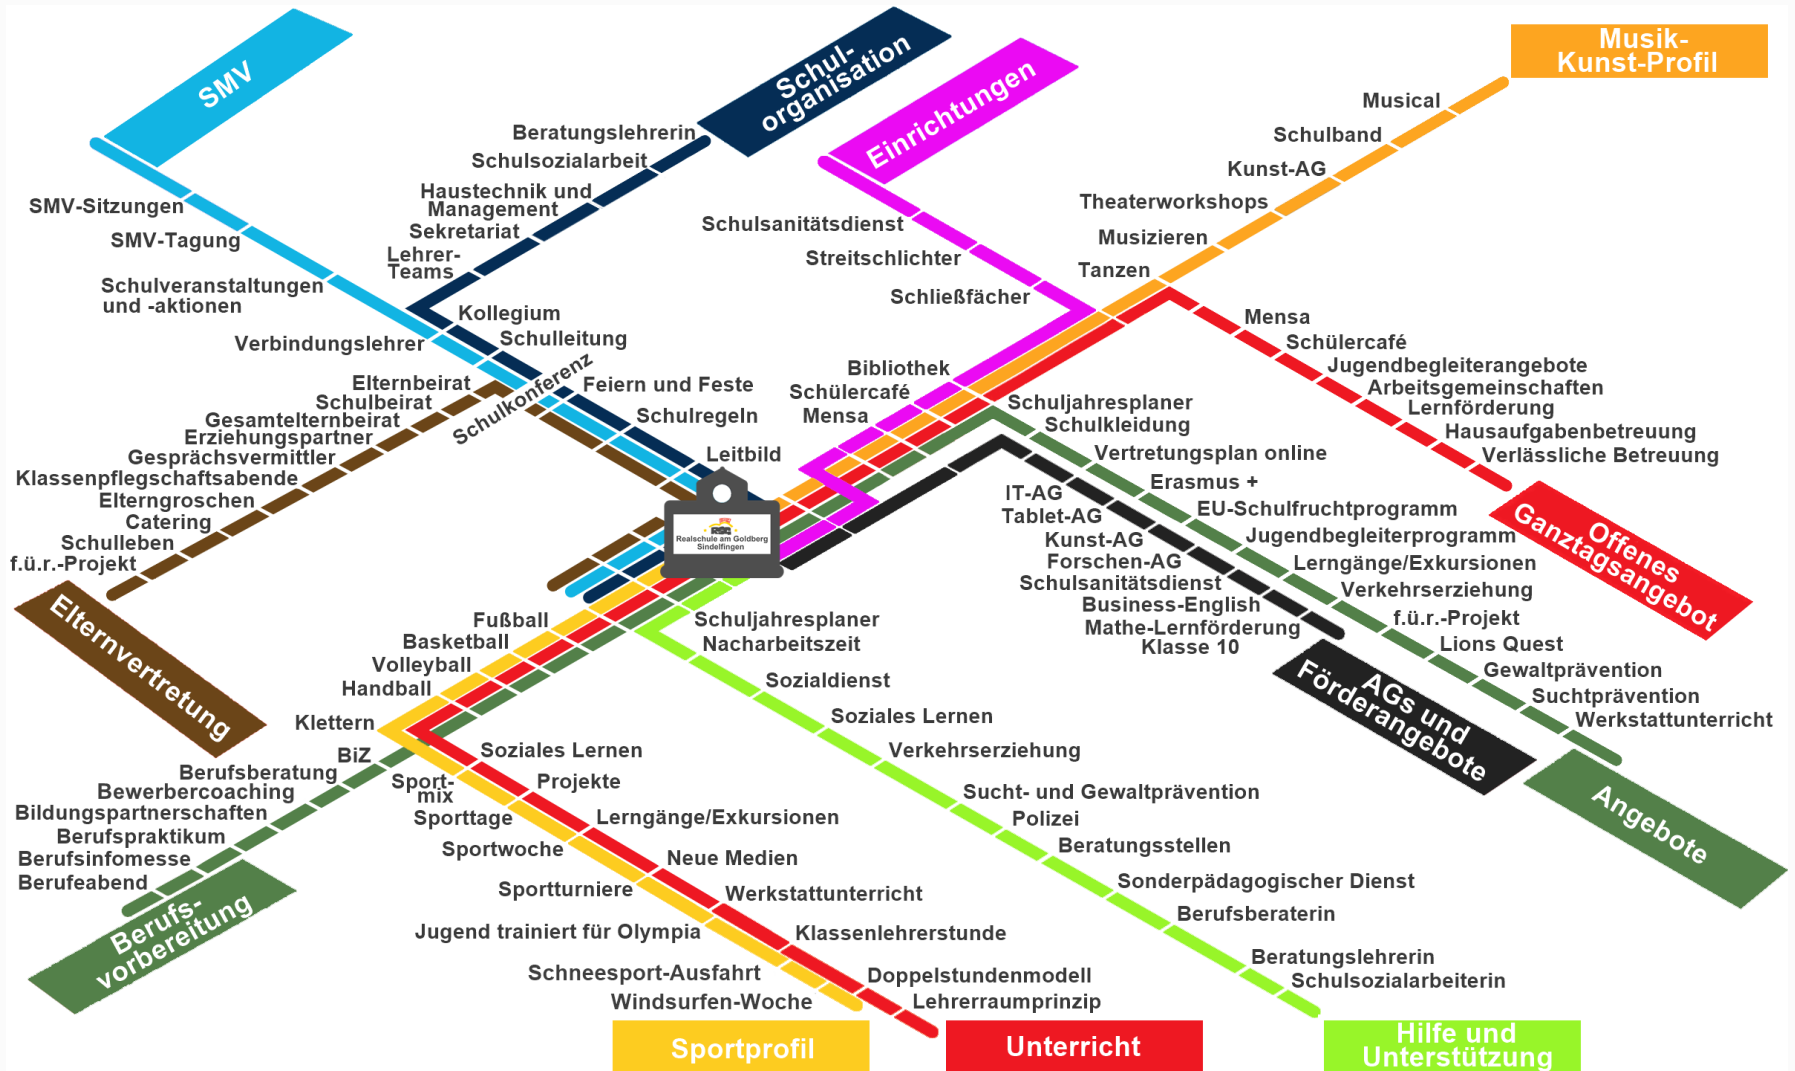 SMV
SMV-Sitzungen
SMV-Tagung
Schulveranstaltungen
und -aktionen
Verbindungslehrer
Schul-
organisation
Beratungslehrerin
Schulsozialarbeit
Haustechnik und
Management
Sekretariat
Lehrer-
Teams
Kollegium
Schulleitung
Schulkonferenz
Feiern und Feste
Schulregeln
Leitbild
Einrichtungen
Schulsanitätsdienst
Streitschlichter
Schließfächer
Bibliothek
Schülercafé
Mensa
Musik-
Kunst-Profil
Musical
Schulband
Kunst-AG
Theaterworkshops
Musizieren
Tanzen
Mensa
Schülercafé
Jugendbegleiterangebote
Arbeitsgemeinschaften
Lernförderung
Hausaufgabenbetreuung
Verlässliche Betreuung
Offenes
Ganztagsangebot
Elternbeirat
Schulbeirat
Gesamtelternbeirat
Erziehungspartner
Gesprächsvermittler
Klassenpflegschaftsabende
Elterngroschen
Catering
Schulleben
f.ü.r.-Projekt
Elternvertretung
RSG
Realschule am Goldberg
Sindelfingen
Schuljahresplaner
Schulkleidung
Vertretungsplan online
Erasmus +
EU-Schulfruchtprogramm
Jugendbegleiterprogramm
Lerngänge/Exkursionen
Verkehrserziehung
f.ü.r.-Projekt
Lions Quest
Gewaltprävention
Suchtprävention
Werkstattunterricht
Angebote
IT-AG
Tablet-AG
Kunst-AG
Forschen-AG
Schulsanitätsdienst
Business-English
Mathe-Lernförderung
Klasse 10
AGs und
Förderangebote
Fußball
Basketball
Volleyball
Handball
Klettern
Sport-
mix
Sporttage
Sportwoche
Sportturniere
Jugend trainiert für Olympia
Schneesport-Ausfahrt
Windsurfen-Woche
Sportprofil
BiZ
Berufsberatung
Bewerbercoaching
Bildungspartnerschaften
Berufspraktikum
Berufsinfomesse
Berufeabend
Berufs-
vorbereitung
Soziales Lernen
Projekte
Lerngänge/Exkursionen
Neue Medien
Werkstattunterricht
Klassenlehrerstunde
Doppelstundenmodell
Lehrerraumprinzip
Unterricht
Schuljahresplaner
Nacharbeitszeit
Sozialdienst
Soziales Lernen
Verkehrserziehung
Sucht- und Gewaltprävention
Polizei
Beratungsstellen
Sonderpädagogischer Dienst
Berufsberaterin
Beratungslehrerin
Schulsozialarbeiterin
Hilfe und
Unterstützung